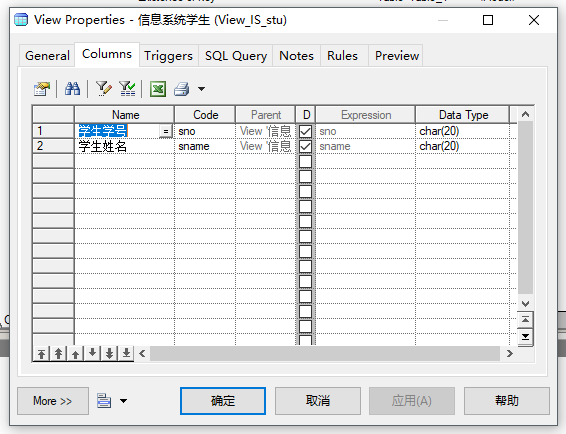 View Properties - 信息系统学生 (View_IS_stu)
General Columns Triggers SQL Query Notes Rules Preview
Name Code Parent D Expression Data Type
1 学生学号 = sno View '信息 sno char(20)
2 学生姓名 sname View '信息 sname char(20)
More >> 确定 取消 应用(A) 帮助